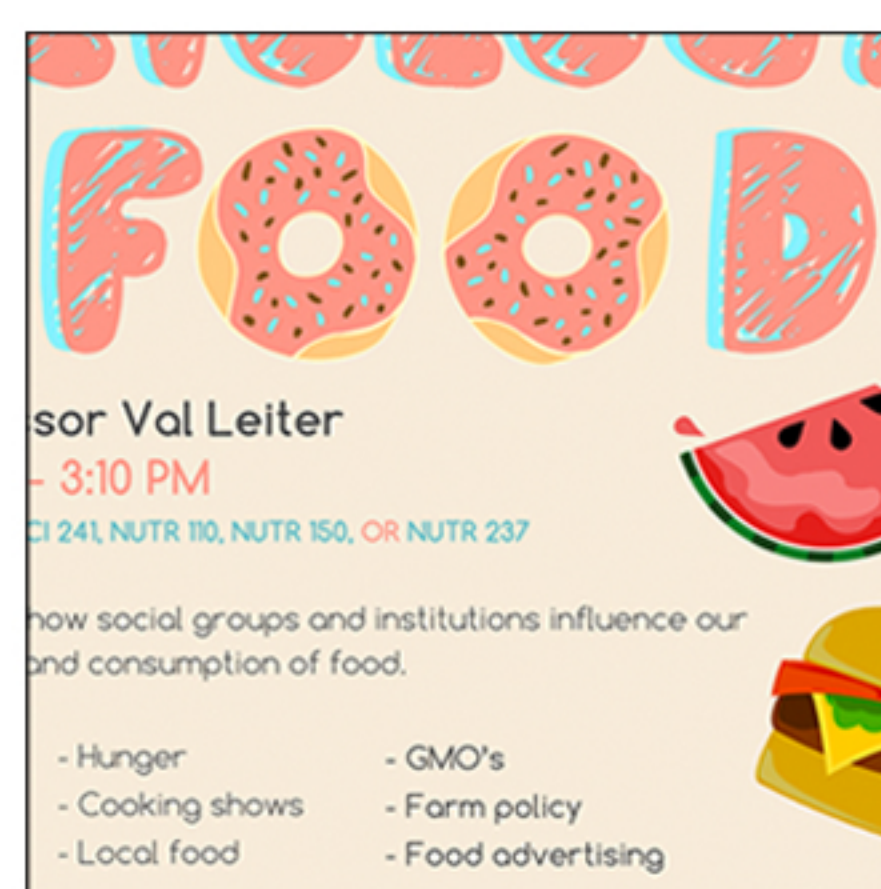 FOOD
ssor Val Leiter
- 3:10 PM
CI 241, NUTR 110, NUTR 150, OR NUTR 237
how social groups and institutions influence our
and consumption of food.
- Hunger
- GMO's
- Cooking shows
- Farm policy
- Local food
- Food advertising